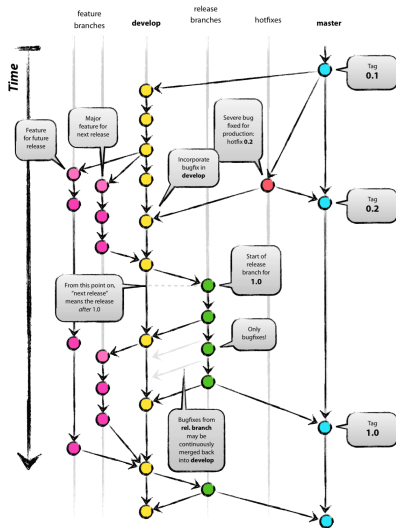 feature
branches
develop
release
branches
hotfixes
master
Time
Tag
0.1
Major
feature for
next release
Feature
for future
release
Severe bug
fixed for
production:
hotfix 0.2
Incorporate
bugfix in
develop
Tag
0.2
Start of
release
branch for
1.0
From this point on,
"next release"
means the release
after 1.0
Only
bugfixes!
Bugfixes from
rel. branch
may be
continuously
merged back
into develop
Tag
1.0